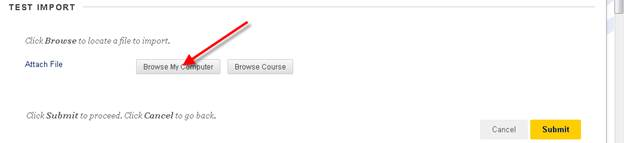 TEST IMPORT
Click Browse to locate a file to import.
Attach File Browse My Computer Browse Course
Click Submit to proceed. Click Cancel to go back.
Cancel Submit